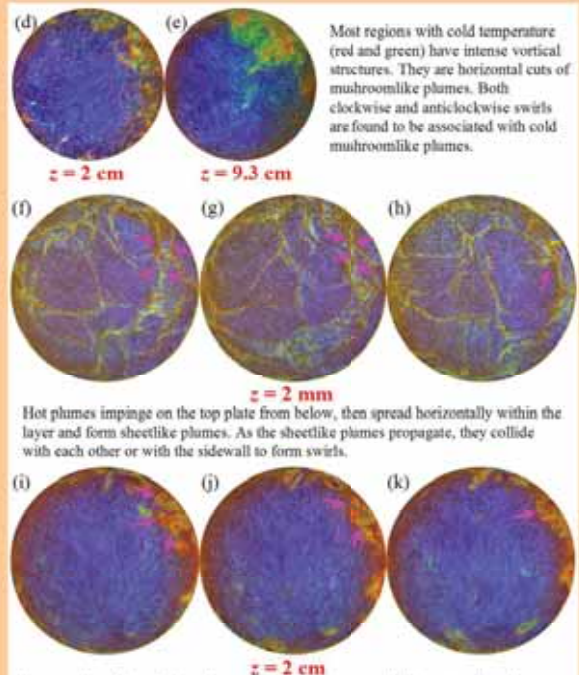 (d)
(e)
Most regions with cold temperature
(red and green) have intense vortical
structures. They are horizontal cuts of
mushroomlike plumes. Both
clockwise and anticlockwise swirls
are found to be associated with cold
mushroomlike plumes.
z = 2 cm
z = 9.3 cm
(f)
(g)
(h)
z = 2 mm
Hot plumes impinge on the top plate from below, then spread horizontally within the
layer and form sheetlike plumes. As the sheetlike plumes propagate, they collide
with each other or with the sidewall to form swirls.
(i)
(j)
(k)
z = 2 cm